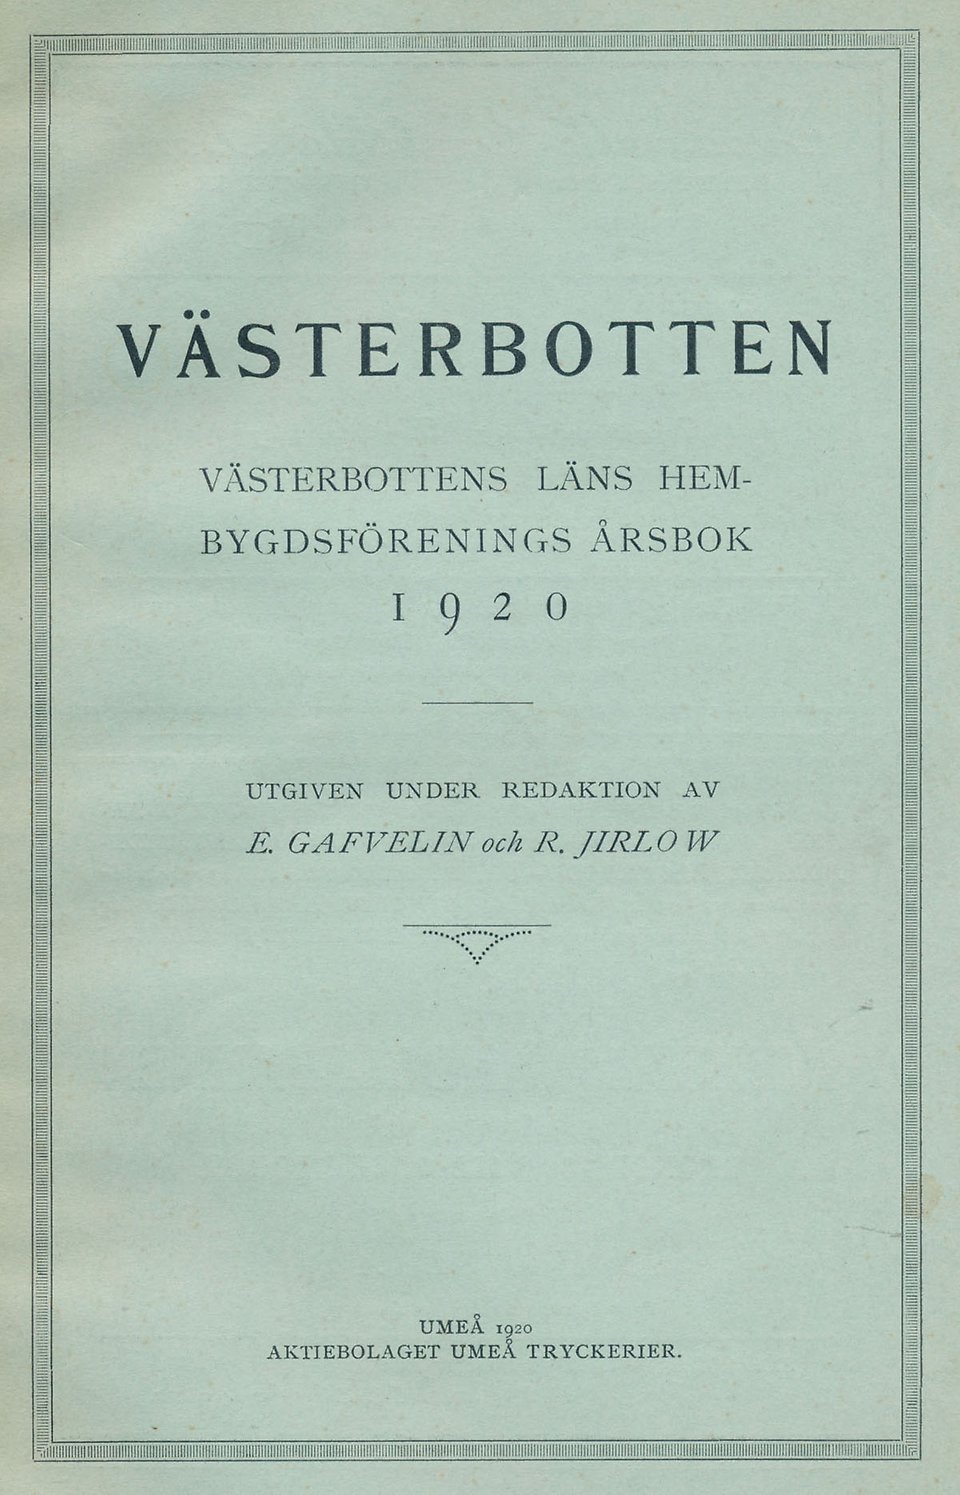 VÄSTERBOTTEN
VÄSTERBOTTENS LÄNS HEM-
BYGDSFÖRENINGS ÅRSBOK
1920
UTGIVEN UNDER REDAKTION AV
E. GAFVELIN och R. JIRLOW
UMEÅ 1920
AKTIEBOLAGET UMEÅ TRYCKERIER.